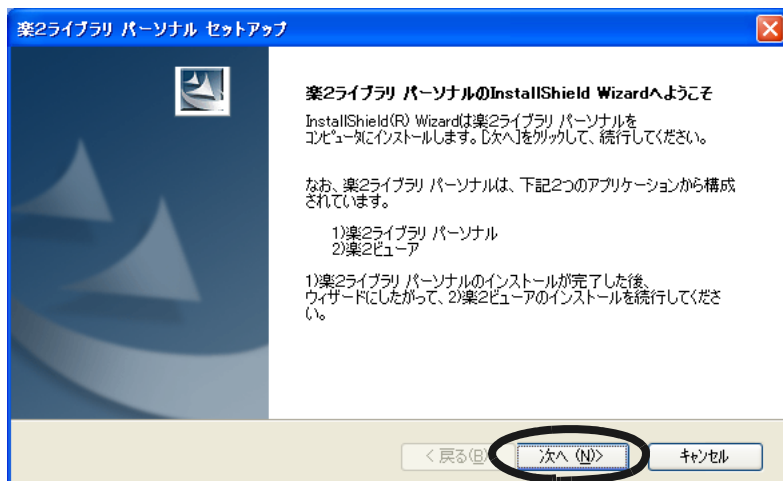 楽2ライブラリ パーソナル セットアップ
楽2ライブラリ パーソナルのInstallShield Wizardへようこそ
InstallShield(R) Wizardは楽2ライブラリ パーソナルを
コンピュータにインストールします。[次へ]をクリックして、続行してください。
なお、楽2ライブラリ パーソナルは、下記2つのアプリケーションから構成
されています。
1)楽2ライブラリ パーソナル
2)楽2ビューア
1)楽2ライブラリ パーソナルのインストールが完了した後、
ウィザードにしたがって、2)楽2ビューアのインストールを続行してくださ
い。
< 戻る(B) 次へ (N)> キャンセル